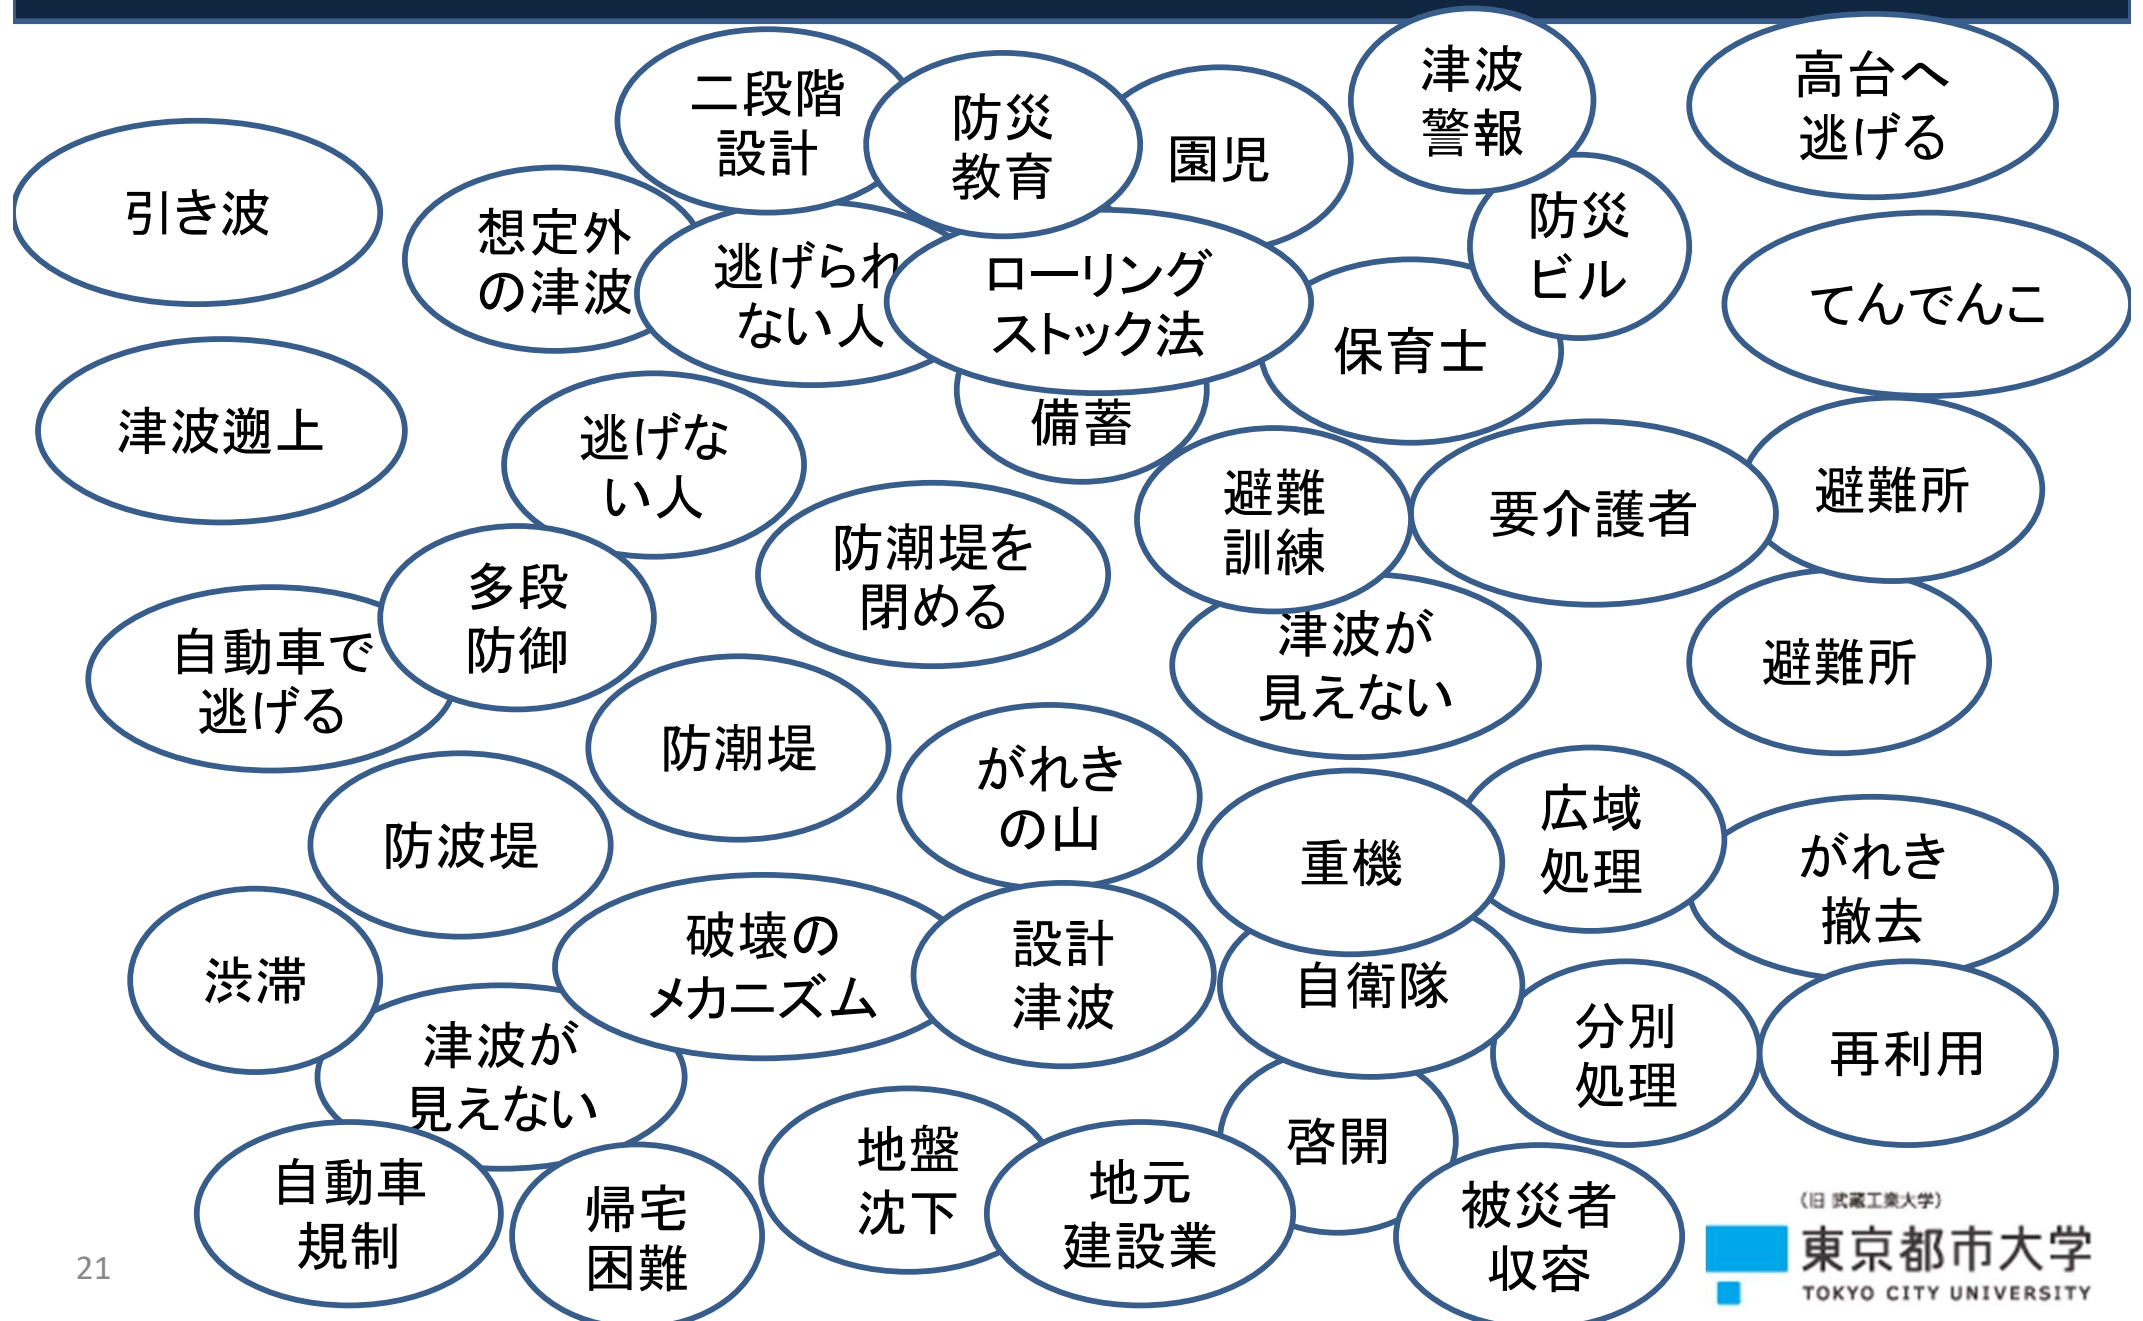 二段階
設計
防災
教育
園児
津波
警報
高台へ
逃げる
引き波
想定外
の津波
逃げられ
ない人
ローリング
ストック法
防災
ビル
てんでんこ
保育士
津波遡上
逃げな
い人
備蓄
避難
訓練
要介護者
避難所
防潮堤を
閉める
多段
防御
自動車で
逃げる
津波が
見えない
避難所
防潮堤
がれき
の山
防波堤
重機
広域
処理
がれき
撤去
渋滞
破壊の
メカニズム
設計
津波
自衛隊
分別
処理
再利用
津波が
見えない
地盤
沈下
啓開
自動車
規制
帰宅
困難
地元
建設業
被災者
収容
21
(旧 武蔵工業大学)
東京都市大学
TOKYO CITY UNIVERSITY